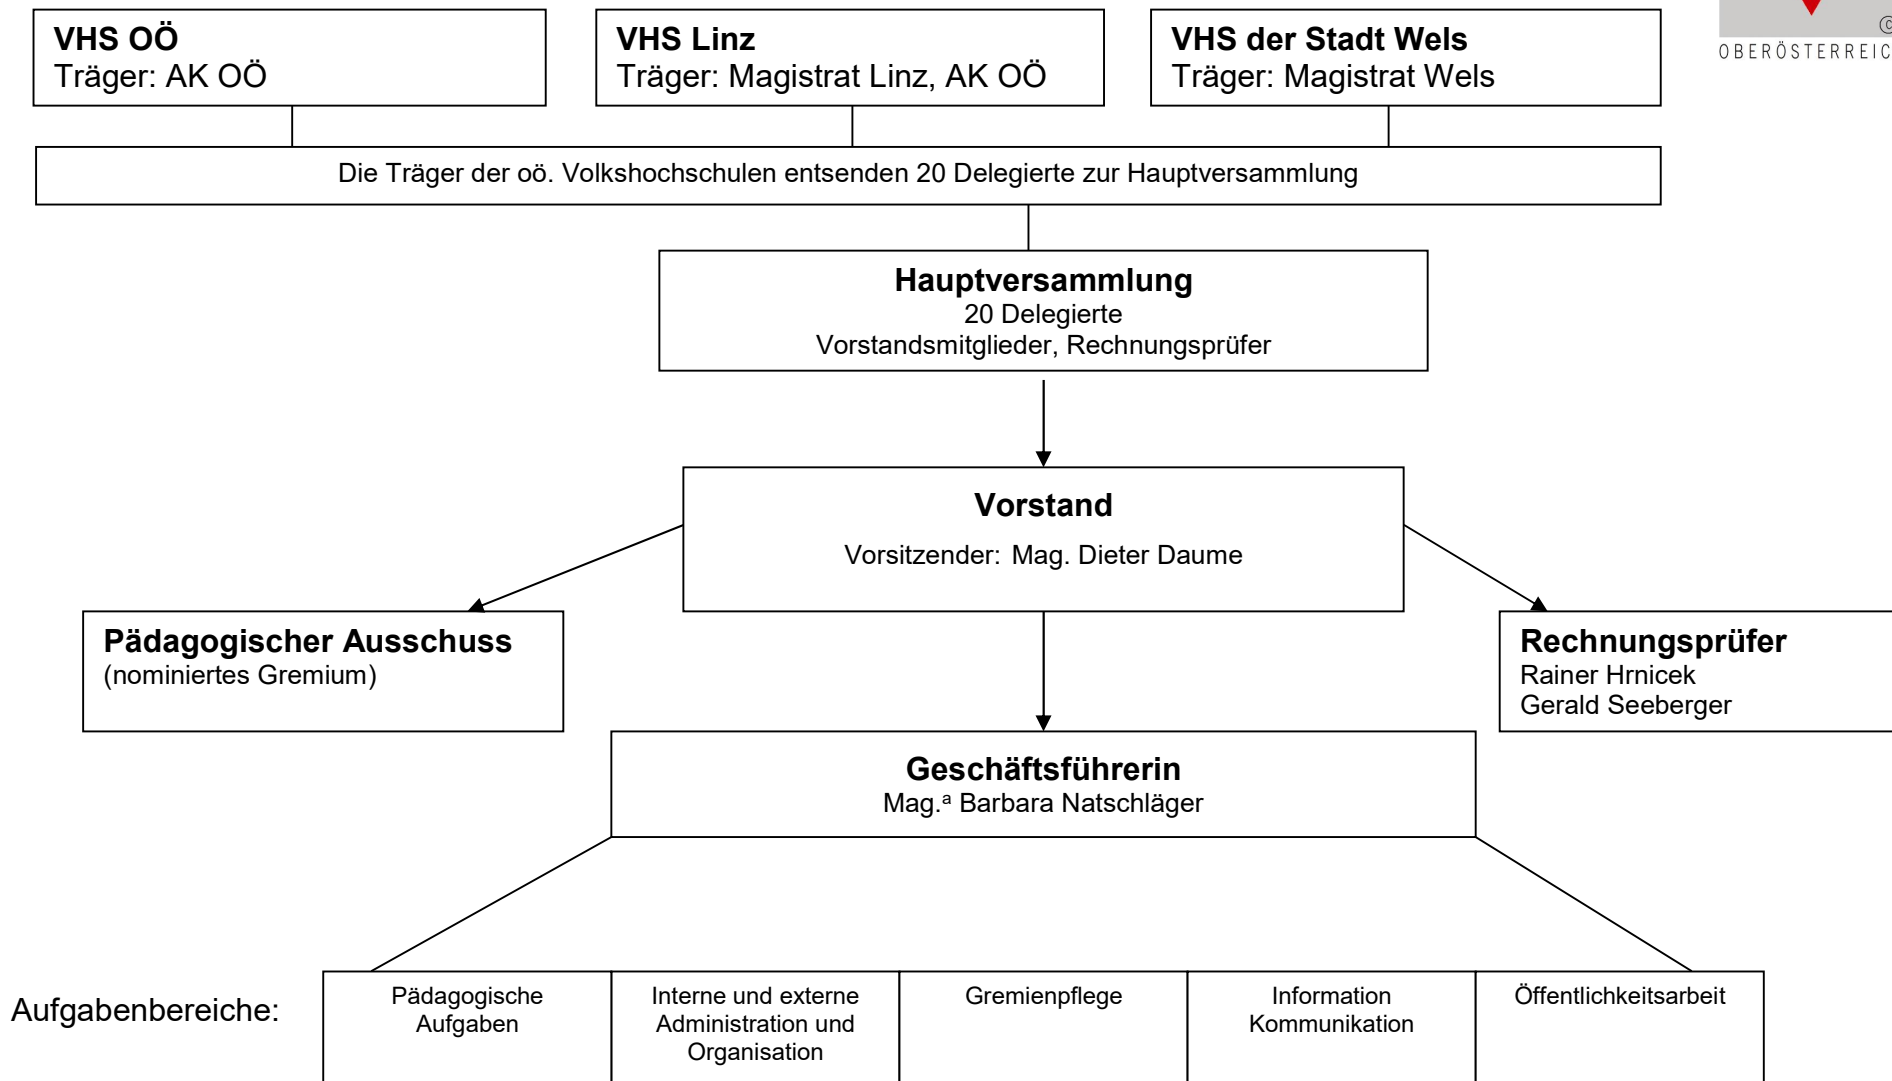 VHS OÖ
Träger: AK OÖ
VHS Linz
Träger: Magistrat Linz, AK OÖ
VHS der Stadt Wels
Träger: Magistrat Wels
Die Träger der oö. Volkshochschulen entsenden 20 Delegierte zur Hauptversammlung
Hauptversammlung
20 Delegierte
Vorstandsmitglieder, Rechnungsprüfer
Vorstand
Vorsitzender: Mag. Dieter Daume
Pädagogischer Ausschuss
(nominiertes Gremium)
Rechnungsprüfer
Rainer Hrnicek
Gerald Seeberger
Geschäftsführerin
Mag.ª Barbara Natschläger
Aufgabenbereiche:
Pädagogische
Aufgaben
Interne und externe
Administration und
Organisation
Gremienpflege
Information
Kommunikation
Öffentlichkeitsarbeit